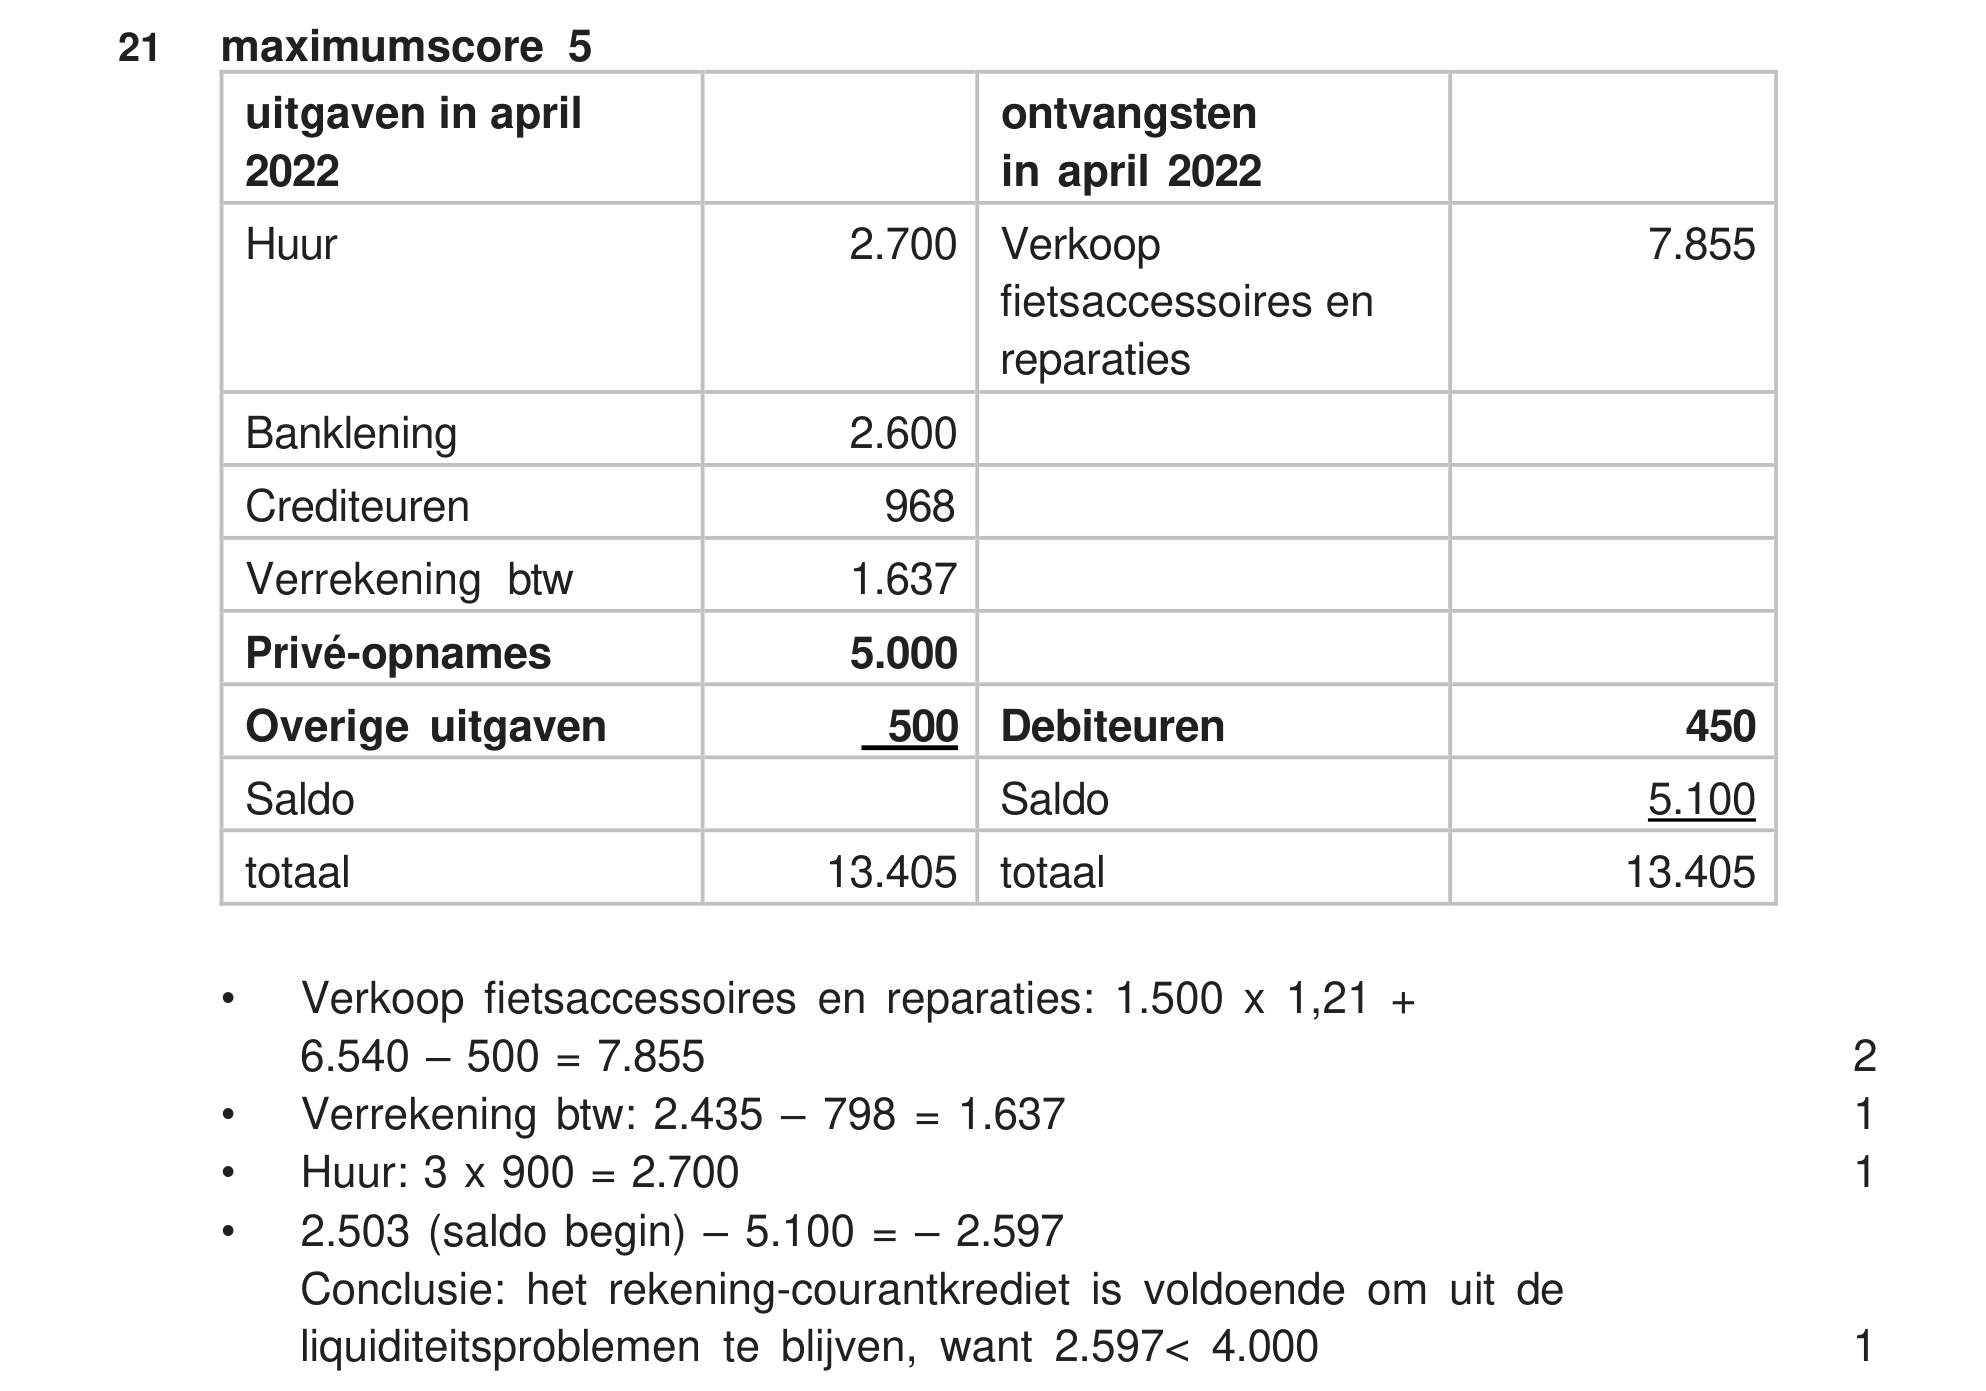 21 maximumscore 5
uitgaven in april 2022 ontvangsten in april 2022
Huur 2.700 Verkoop fietsaccessoires en reparaties 7.855
Banklening 2.600
Crediteuren 968
Verrekening btw 1.637
Privé-opnames 5.000
Overige uitgaven 500 Debiteuren 450
Saldo Saldo 5.100
totaal 13.405 totaal 13.405
• Verkoop fietsaccessoires en reparaties: 1.500 x 1,21 +
6.540 – 500 = 7.855 2
• Verrekening btw: 2.435 – 798 = 1.637 1
• Huur: 3 x 900 = 2.700 1
• 2.503 (saldo begin) – 5.100 = – 2.597
Conclusie: het rekening-courantkrediet is voldoende om uit de
liquiditeitsproblemen te blijven, want 2.597< 4.000 1